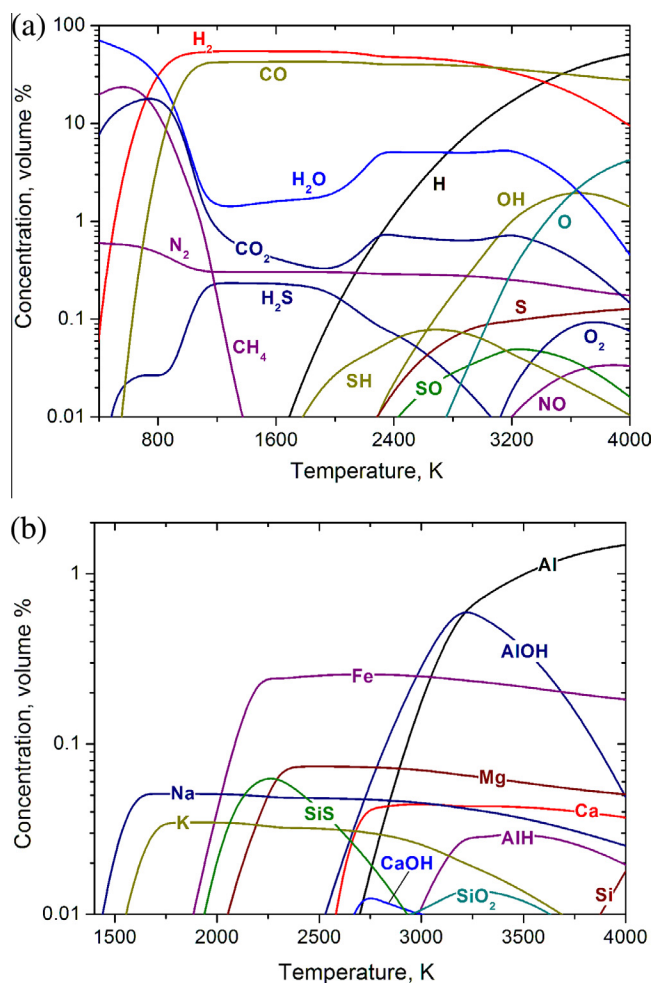 (a)
100
10
1
0.1
0.01
Concentration, volume %
H₂
CO
H₂O
H
OH
O
N₂
CO₂
H₂S
S
CH₄
SH
SO
O₂
NO
800 1600 2400 3200 4000
Temperature, K
(b)
1
0.1
0.01
Concentration, volume %
Al
AlOH
Fe
Mg
Na
SiS
Ca
K
AlH
CaOH
SiO₂
Si
1500 2000 2500 3000 3500 4000
Temperature, K